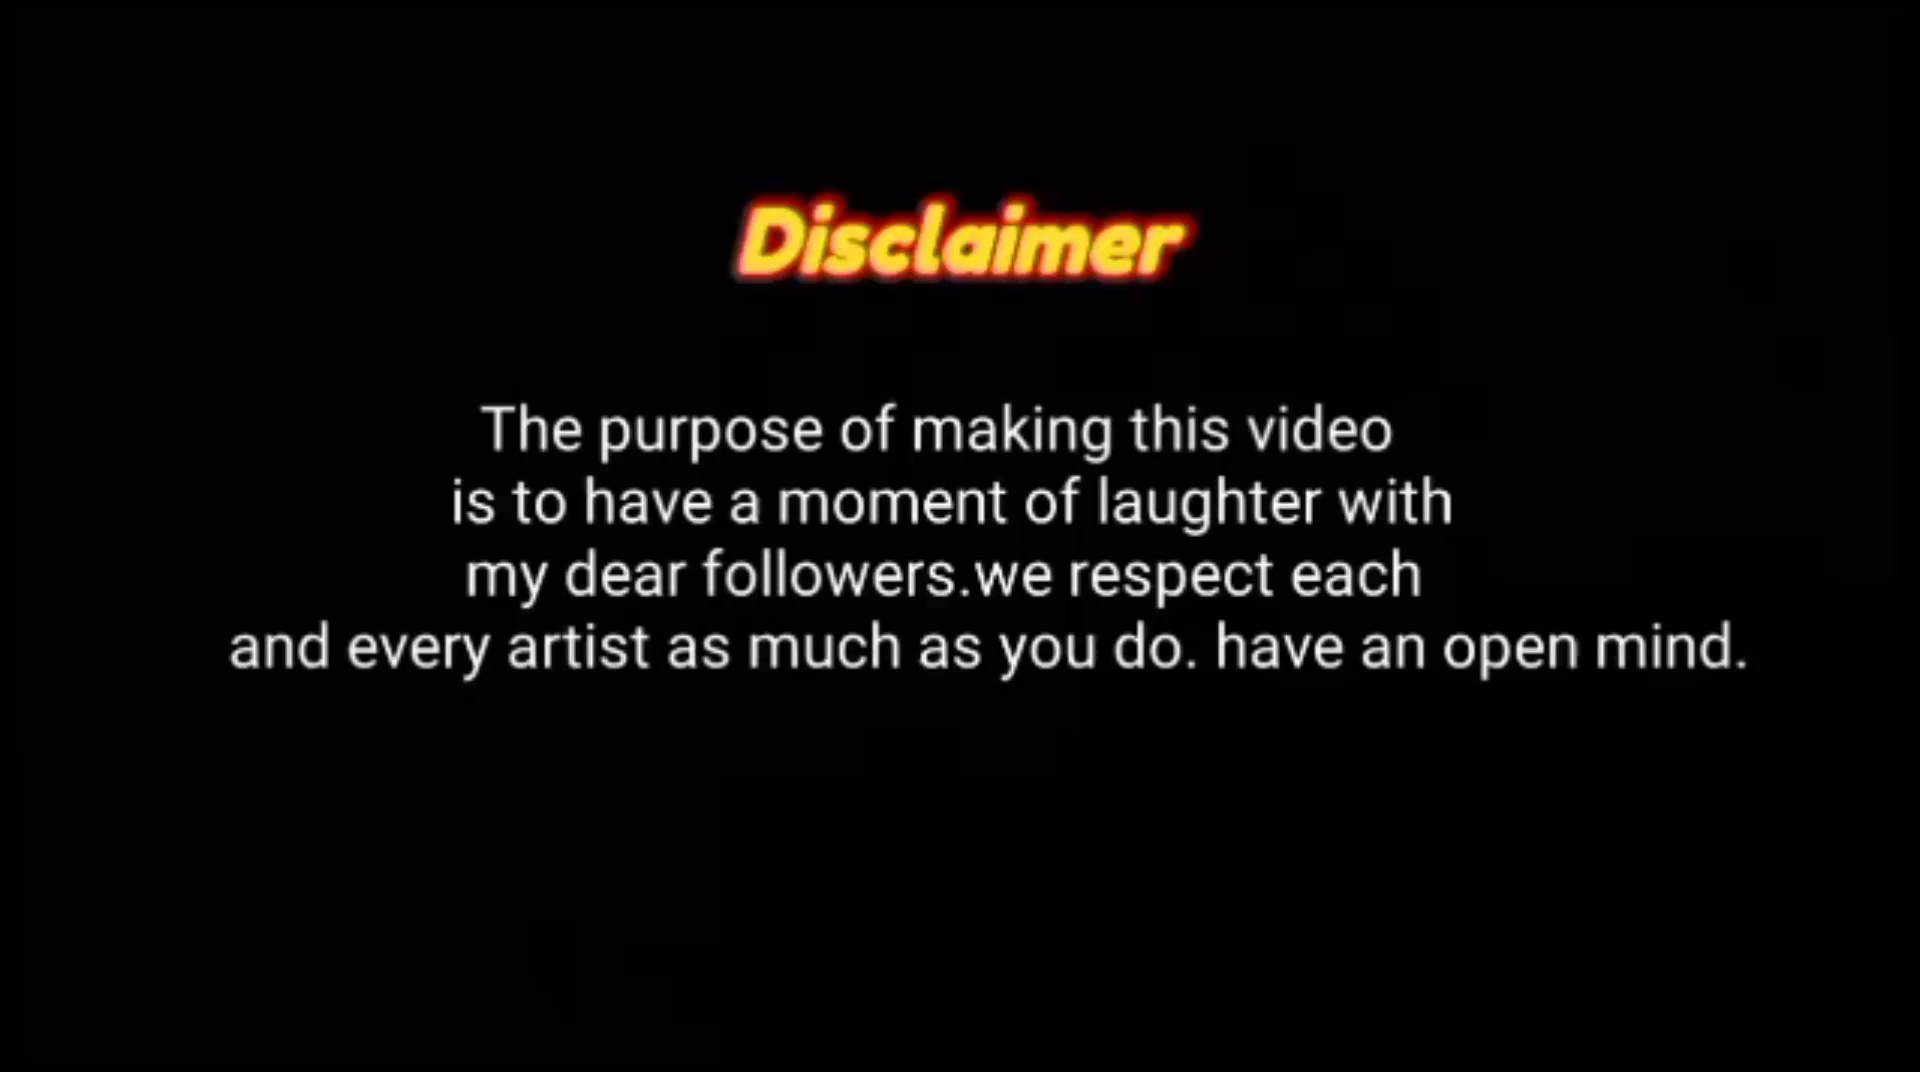 Disclaimer
The purpose of making this video
is to have a moment of laughter with
my dear followers.we respect each
and every artist as much as you do. have an open mind.